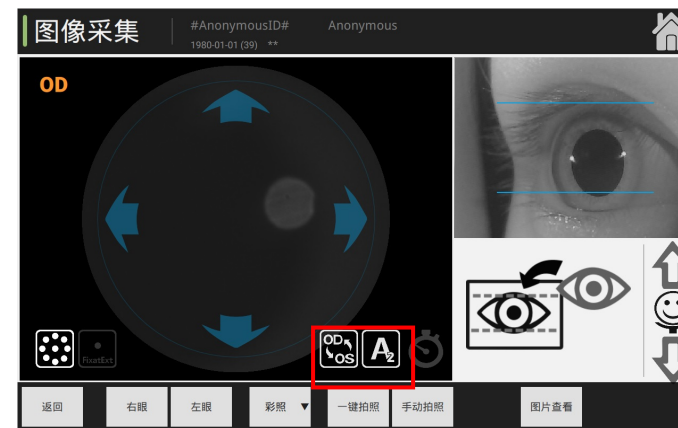 图像采集
#AnonymousID# Anonymous
1980-01-01 (39) **
OD
FixatExt
OD
OS
A2
返回 右眼 左眼 彩照 ▼ 一键拍照 手动拍照 图片查看